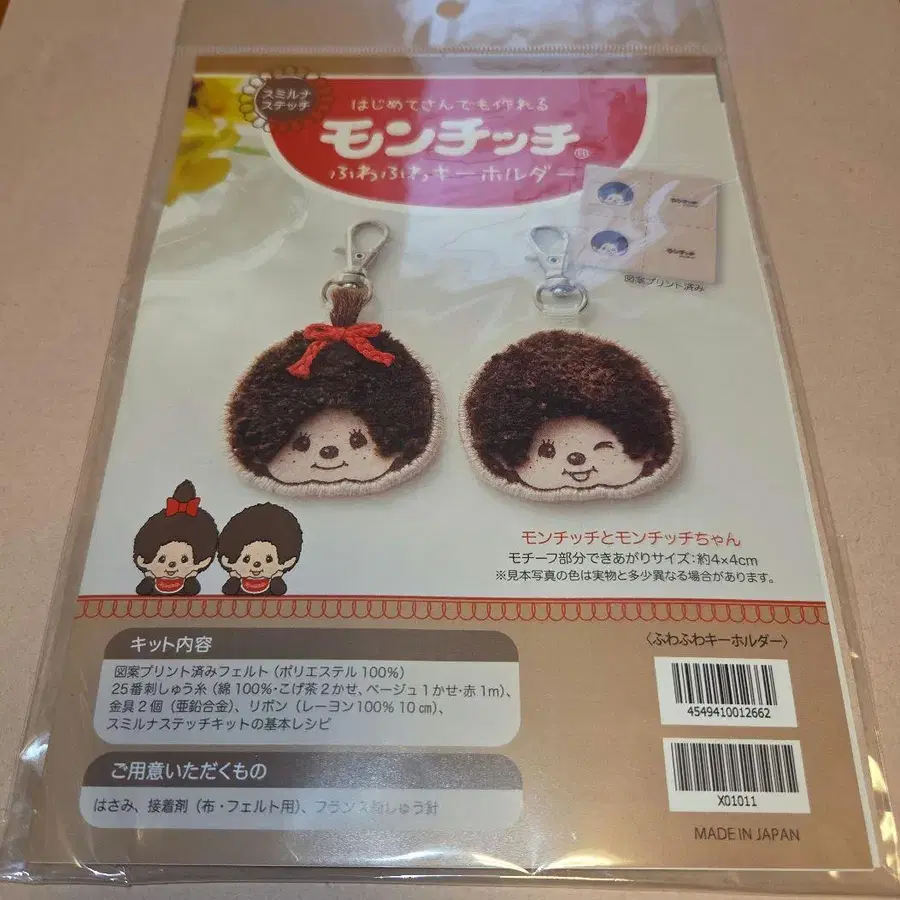 スミルナ
ステッチ
はじめてさんでも作れる
モンチッチ®
ふわふわキーホルダー
モンチッチ
モンチッチ
図案プリント済み
モンチッチとモンチッチちゃん
モチーフ部分できあがりサイズ:約4×4cm
※見本写真の色は実物と多少異なる場合があります。
キット内容
図案プリント済みフェルト(ポリエステル100%)
25番刺しゅう糸(綿100%・こげ茶2かせ、ベージュ1かせ・赤1m)、
金具2個(亜鉛合金)、リボン(レーヨン100% 10㎝)、
スミルナステッチキットの基本レシピ
ご用意いただくもの
はさみ、接着剤(布・フェルト用)、フランス刺しゅう針
〈ふわふわキーホルダー〉
4549410012662
X01011
MADE IN JAPAN